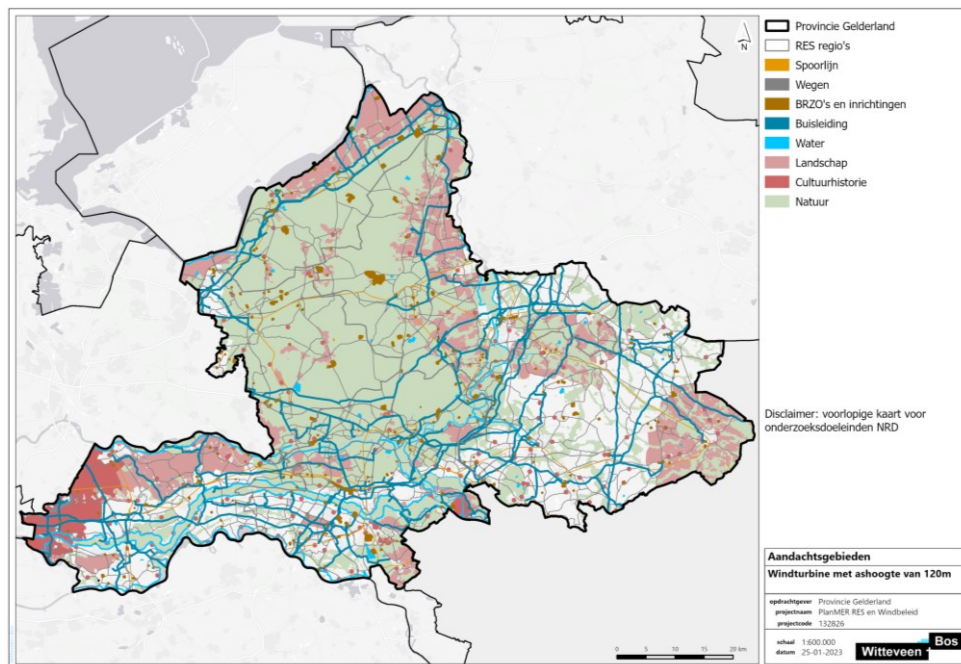 N
Provincie Gelderland
RES regio's
Spoorlijn
Wegen
BRZO's en inrichtingen
Buisleiding
Water
Landschap
Cultuurhistorie
Natuur
Disclaimer: voorlopige kaart voor
onderzoeksdoeleinden NRD
Aandachtsgebieden
Windturbine met ashoogte van 120m
opdrachtgever Provincie Gelderland
projectnaam PlanMER RES en Windbeleid
projectcode 132826
schaal 1:600.000
datum 25-01-2023
Witteveen Bos
0 5 10 15 20 km